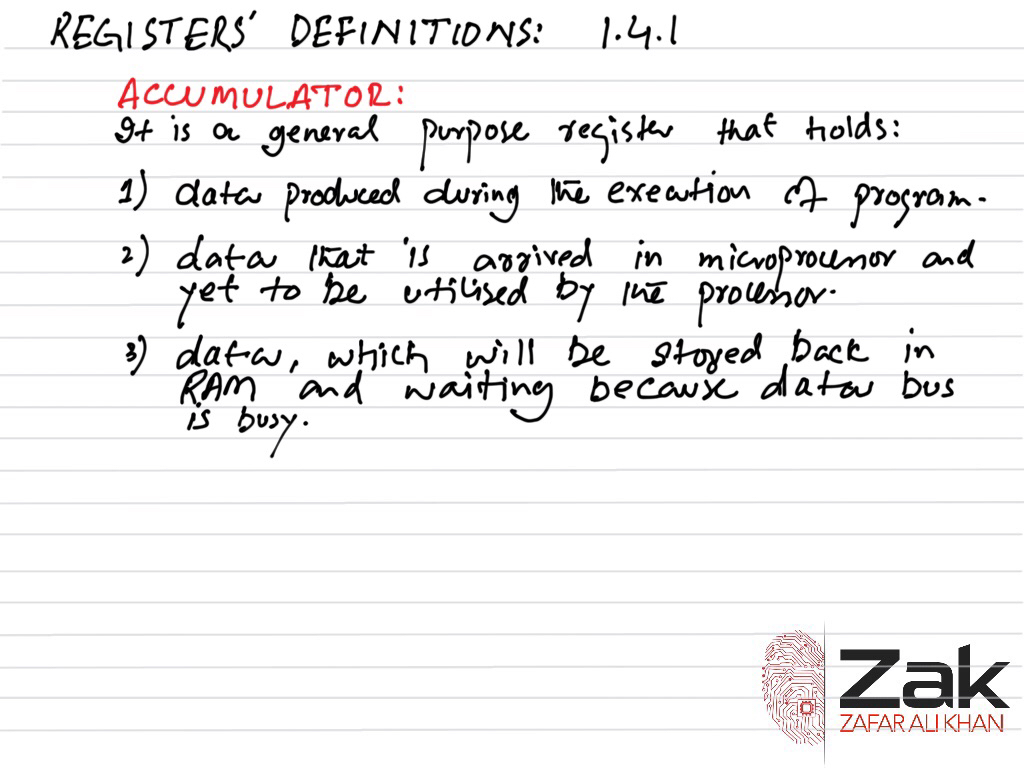 REGISTERS' DEFINITIONS: 1.4.1
ACCUMULATOR:
It is a general purpose register that holds:
1) data produced during the execution of program.
2) data that is arrived in microprocessor and
yet to be utilised by the processor.
3) data, which will be stored back in
RAM and waiting because data bus
is busy.
Zak
ZAFAR ALI KHAN